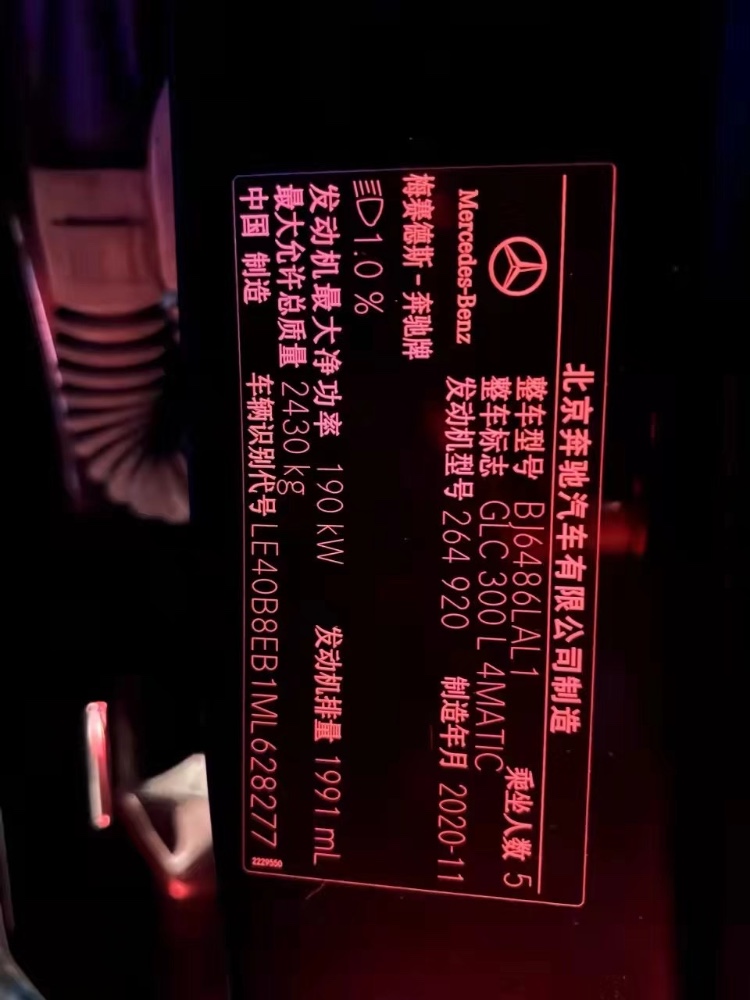 北京奔驰汽车有限公司制造
Mercedes-Benz
整车型号 BJ6486LAL1 乘坐人数 5
整车标志 GLC 300 L 4MATIC
梅赛德斯-奔驰牌
发动机型号 264 920 制造年月 2020-11
1.0 %
发动机最大净功率 190 kW 发动机排量 1991 mL
最大允许总质量 2430 kg
中国 制造 车辆识别代号 LE40B8EB1ML628277
2229550